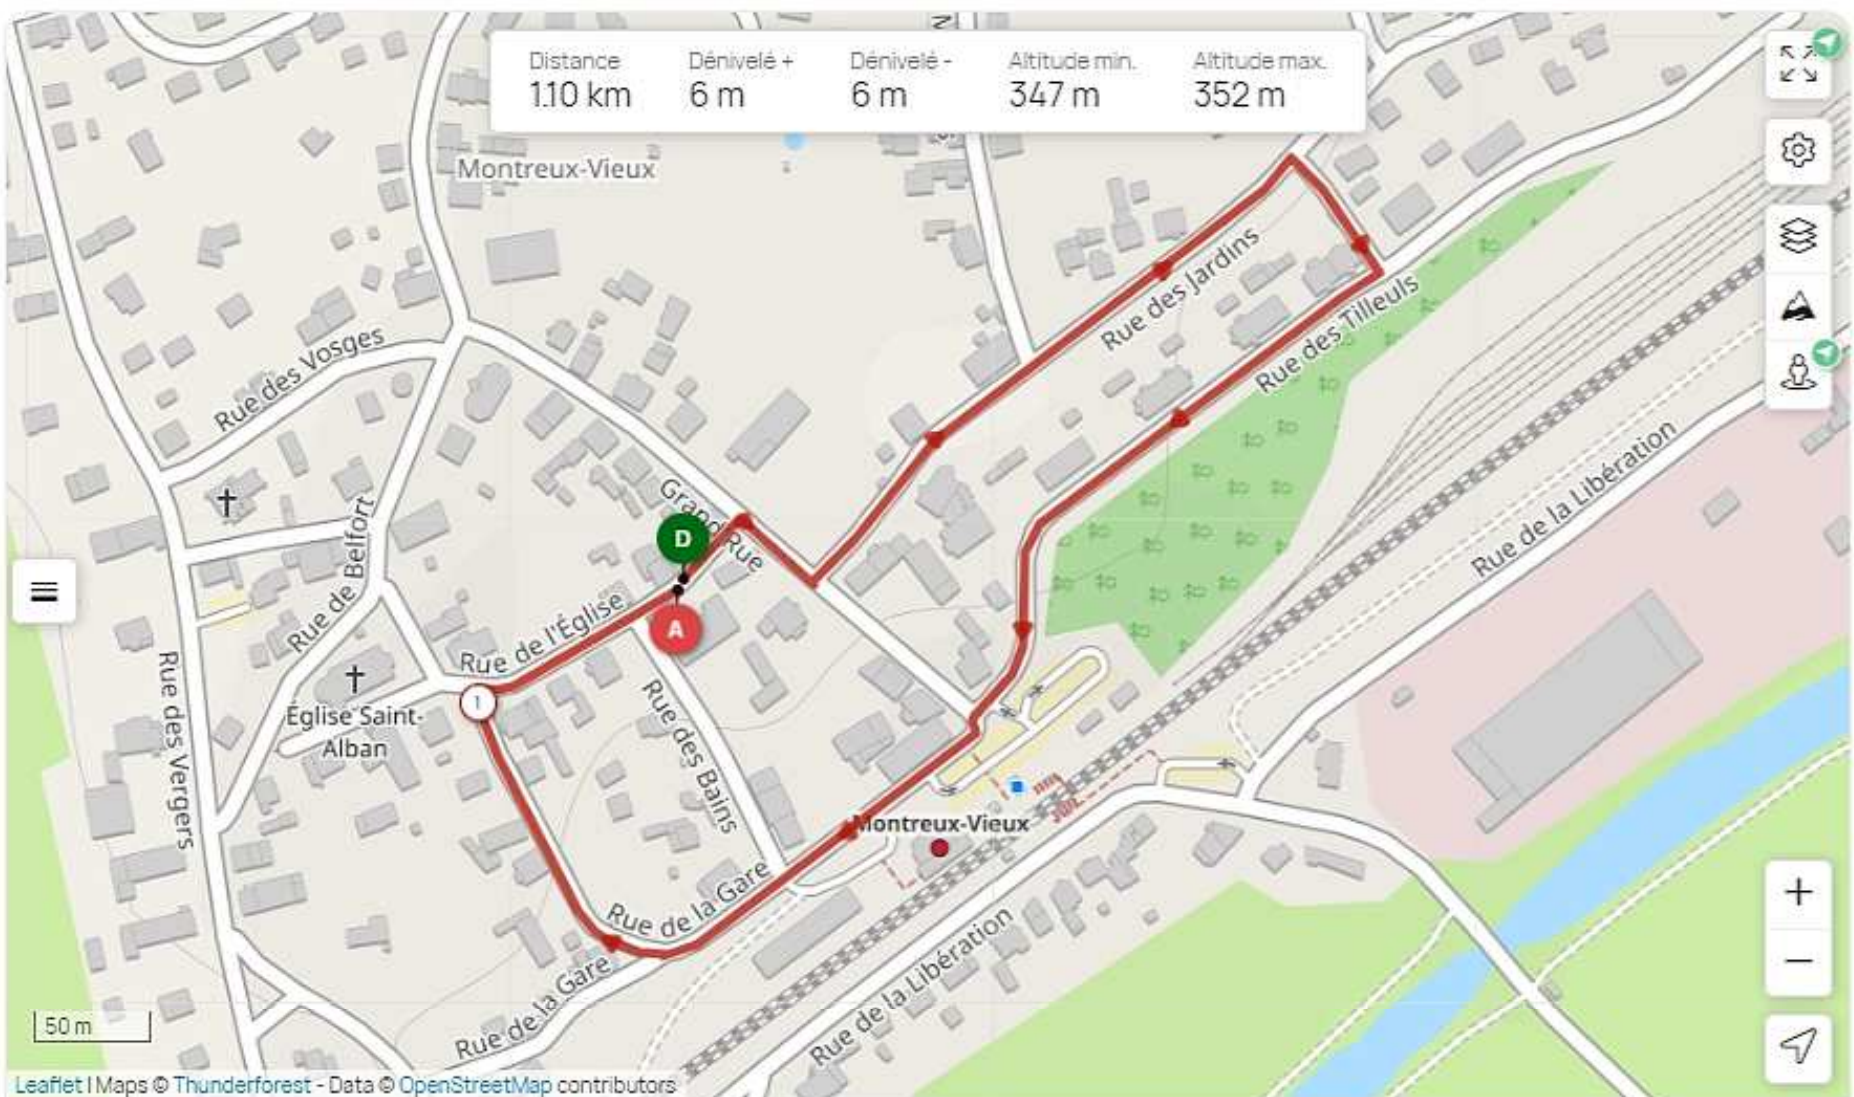 Distance
1.10 km
Dénivelé +
6 m
Dénivelé -
6 m
Altitude min.
347 m
Altitude max.
352 m
Montreux-Vieux
Rue des Jardins
Rue des Tilleuls
Rue des Vosges
Grand Rue
Rue de la Libération
Rue de Belfort
D
A
Rue de l'Église
1
Église Saint-
Alban
Rue des Vergers
Rue des Bains
Montreux-Vieux
Rue de la Gare
Rue de la Gare
Rue de la Libération
+
−
50 m
Leaflet | Maps © Thunderforest - Data © OpenStreetMap contributors